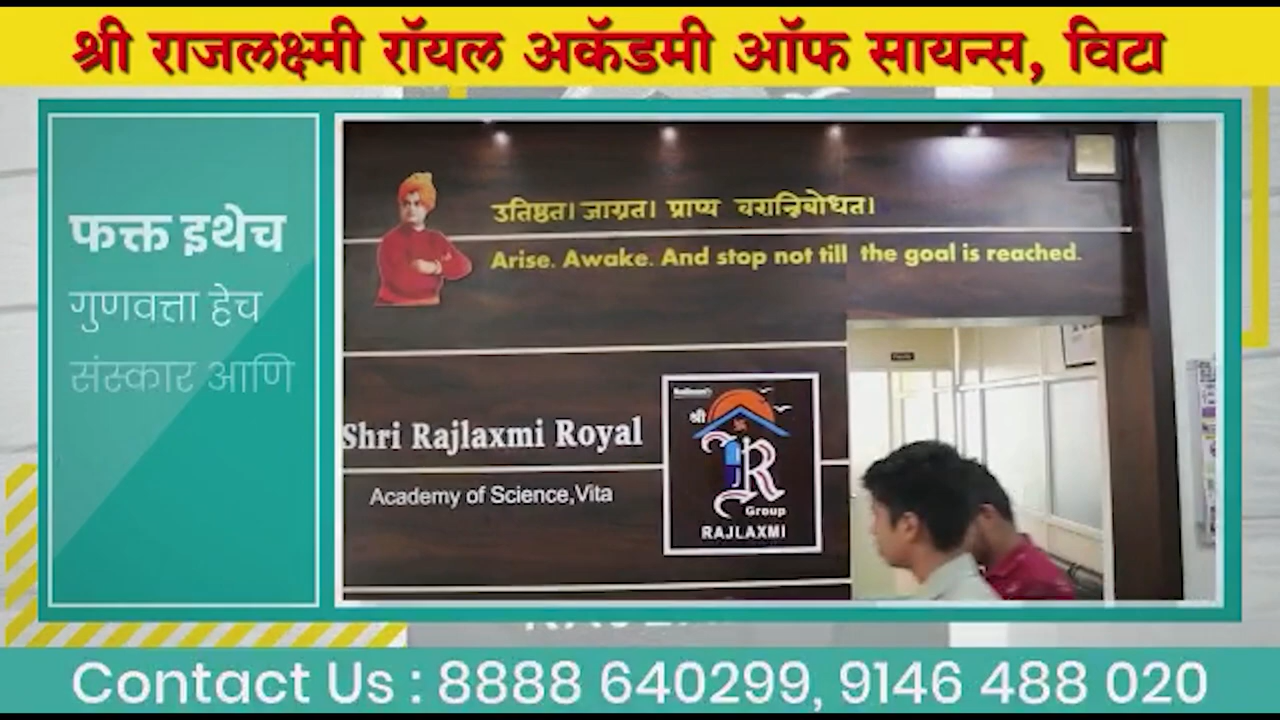 श्री राजलक्ष्मी रॉयल अकॅडमी ऑफ सायन्स, विटा
फक्त इथेच
गुणवत्ता हेच
संस्कार आणि
उतिष्ठत। जाग्रत। प्राप्य वरान्निबोधत।
Arise. Awake. And stop not till the goal is reached.
Shri Rajlaxmi Royal
Academy of Science,Vita
श्री
R
Group
RAJLAXMI
Contact Us : 8888 640299, 9146 488 020